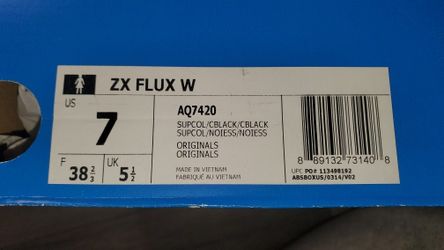 ZX FLUX W
US
7
F
38 2/3
UK
5 1/2
AQ7420
SUPCOL/CBLACK/CBLACK
SUPCOL/NOIESS/NOIESS
ORIGINALS
ORIGINALS
MADE IN VIETNAM
FABRIQUÉ AU VIETNAM
8 89132 73140 8
UPC PO# 113498192
ABSBOXUS/0314/V02